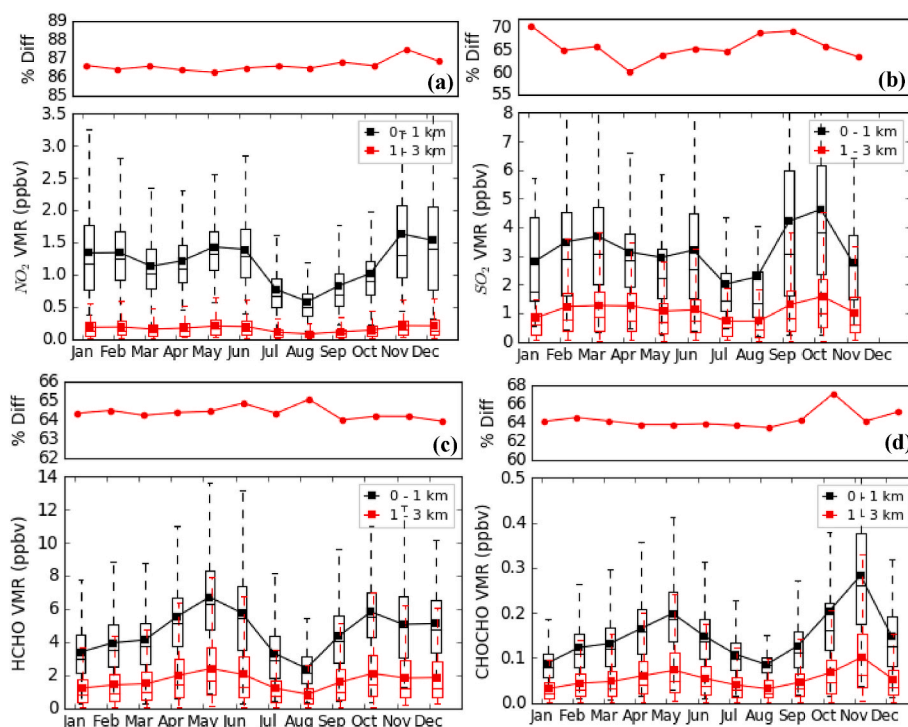 89
88
87
86
85
% Diff
(a)
3.5
3.0
2.5
2.0
1.5
1.0
0.5
0.0
NO2 VMR (ppbv)
0 - 1 km
1 - 3 km
Jan Feb Mar Apr May Jun Jul Aug Sep Oct Nov Dec
70
65
60
55
% Diff
(b)
8
7
6
5
4
3
2
1
0
SO2 VMR (ppbv)
0 - 1 km
1 - 3 km
Jan Feb Mar Apr May Jun Jul Aug Sep Oct Nov Dec
66
65
64
63
62
% Diff
(c)
14
12
10
8
6
4
2
0
HCHO VMR (ppbv)
0 - 1 km
1 - 3 km
Jan Feb Mar Apr May Jun Jul Aug Sep Oct Nov Dec
68
66
64
62
60
% Diff
(d)
0.5
0.4
0.3
0.2
0.1
0.0
CHOCHO VMR (ppbv)
0 - 1 km
1 - 3 km
Jan Feb Mar Apr May Jun Jul Aug Sep Oct Nov Dec